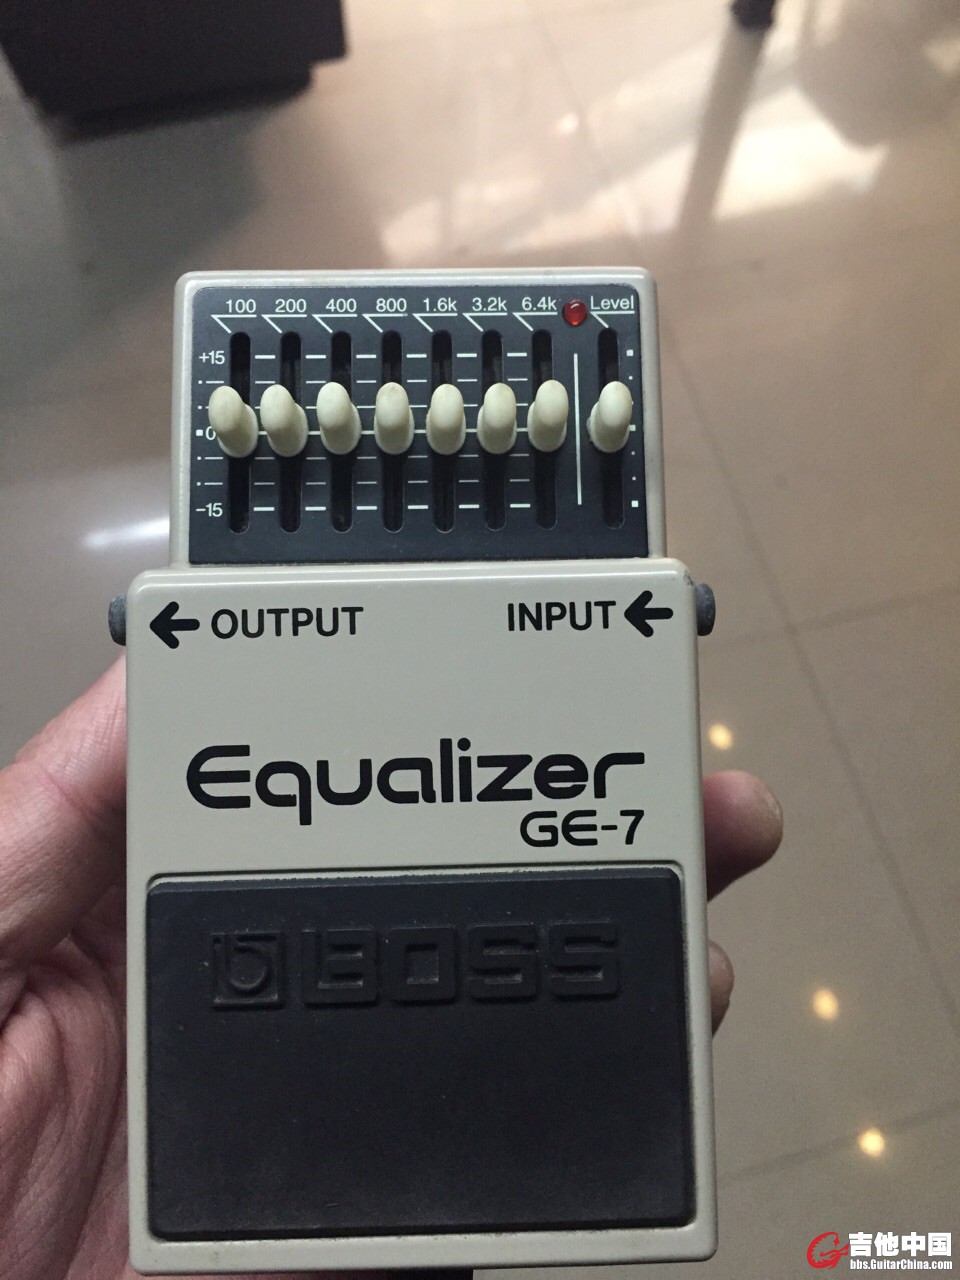 100 200 400 800 1.6k 3.2k 6.4k Level
+15
0
-15
OUTPUT INPUT
Equalizer
GE-7
BOSS
吉他中国
bbs.GuitarChina.com